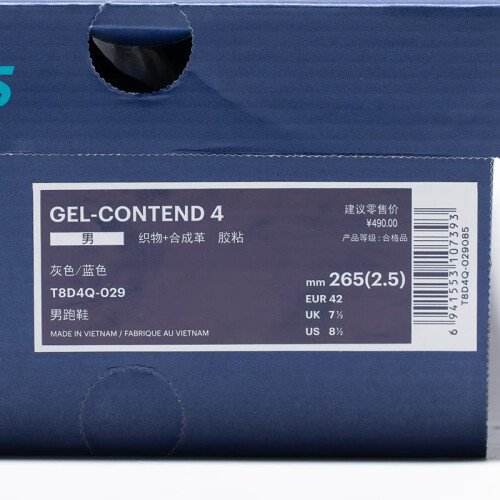 GEL-CONTEND 4
男 织物+合成革 胶粘
灰色/蓝色
T8D4Q-029
男跑鞋
MADE IN VIETNAM / FABRIQUE AU VIETNAM
建议零售价
¥490.00
产品等级:合格品
mm 265(2.5)
EUR 42
UK 7½
US 8½
6 941553 107393
T8D4Q-029085